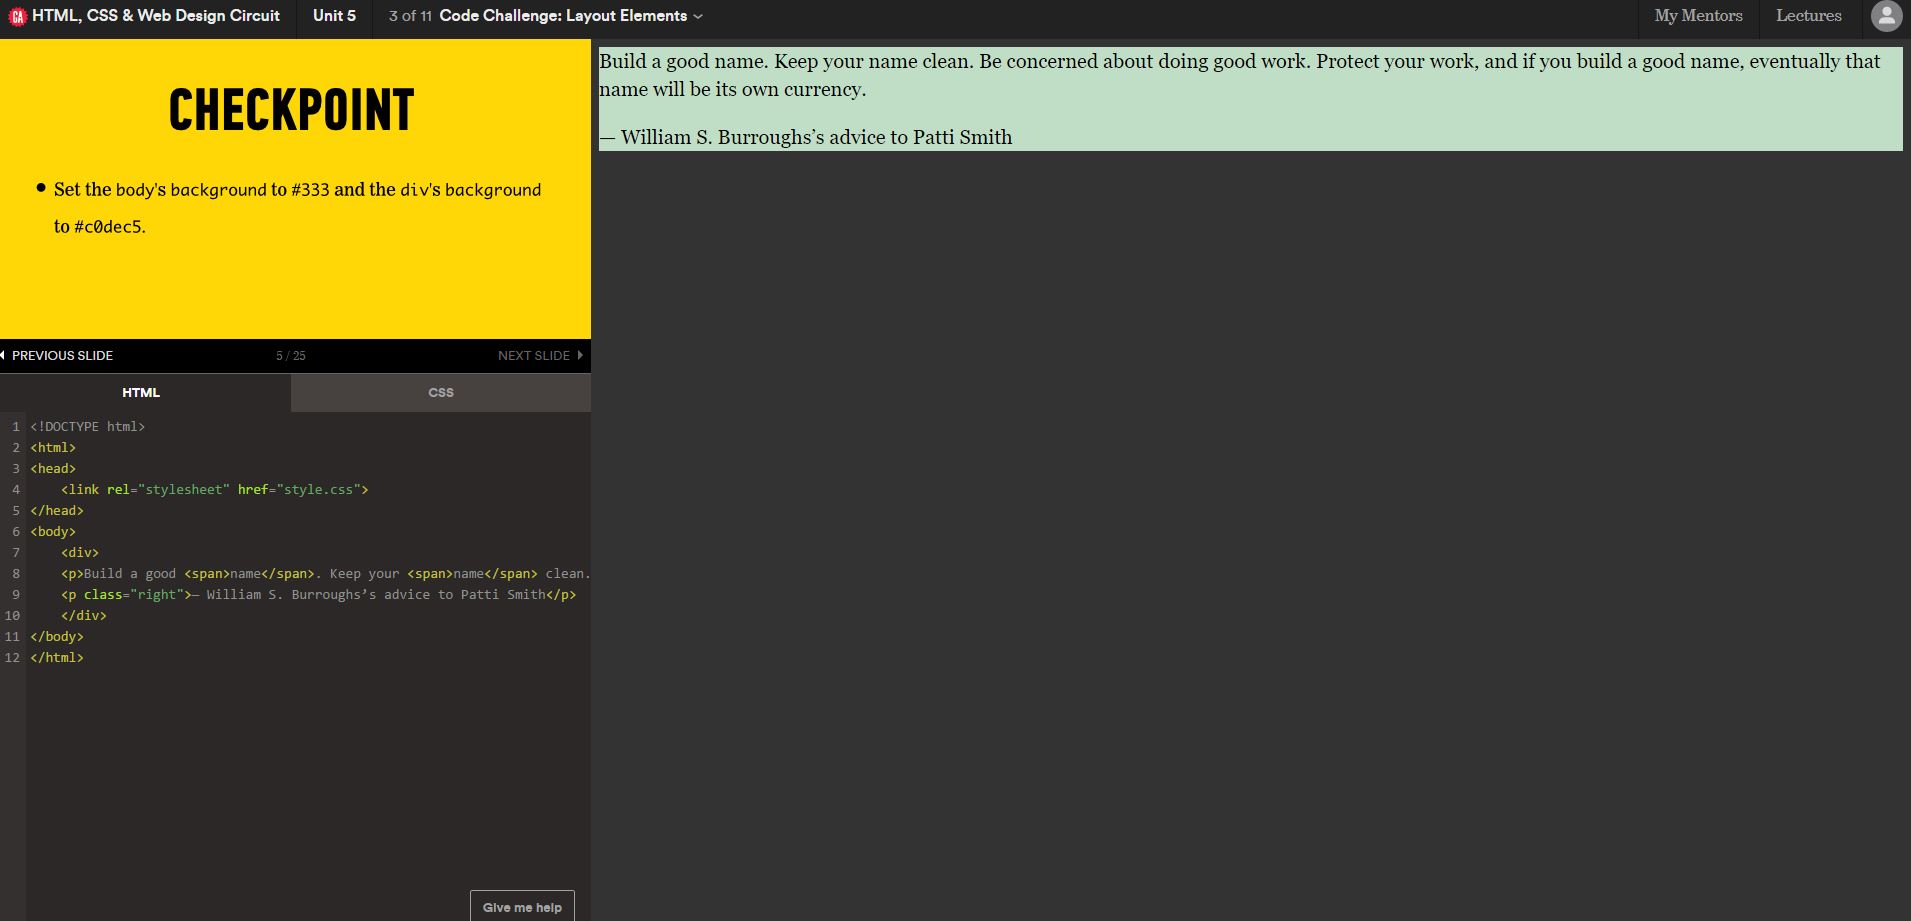 CA HTML, CSS & Web Design Circuit Unit 5 3 of 11 Code Challenge: Layout Elements My Mentors Lectures
CHECKPOINT
Set the body's background to #333 and the div's background
to #c0dec5.
PREVIOUS SLIDE 5 / 25 NEXT SLIDE
HTML CSS
1 <!DOCTYPE html>
2 <html>
3 <head>
4 <link rel="stylesheet" href="style.css">
5 </head>
6 <body>
7 <div>
8 <p>Build a good <span>name</span>. Keep your <span>name</span> clean.
9 <p class="right">— William S. Burroughs’s advice to Patti Smith</p>
10 </div>
11 </body>
12 </html>
Give me help
Build a good name. Keep your name clean. Be concerned about doing good work. Protect your work, and if you build a good name, eventually that
name will be its own currency.
— William S. Burroughs’s advice to Patti Smith